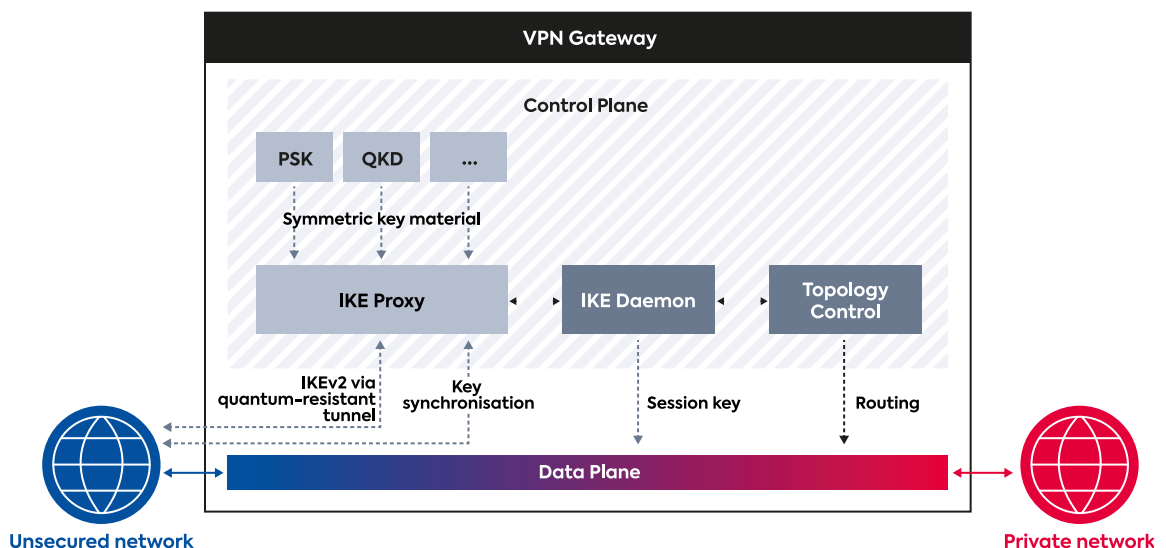 VPN Gateway
Control Plane
PSK
QKD
...
Symmetric key material
IKE Proxy
IKE Daemon
Topology
Control
IKEv2 via
quantum-resistant
tunnel
Key
synchronisation
Session key
Routing
Data Plane
Unsecured network
Private network